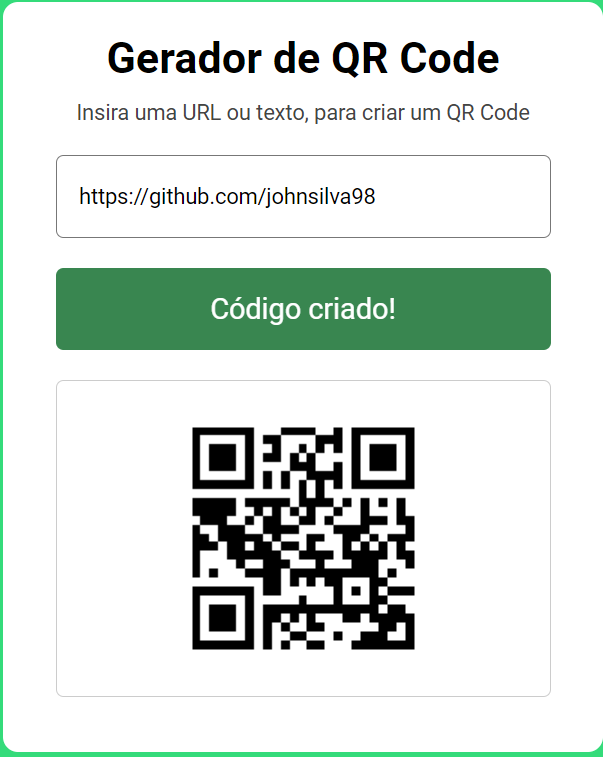 Gerador de QR Code
Insira uma URL ou texto, para criar um QR Code
https://github.com/johnsilva98
Código criado!